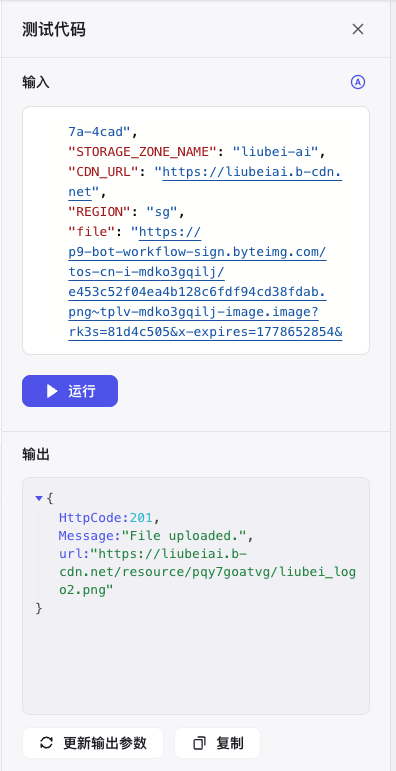 测试代码
输入
7a-4cad",
"STORAGE_ZONE_NAME": "liubei-ai",
"CDN_URL": "https://liubeiai.b-cdn.
net",
"REGION": "sg",
"file": "https://
p9-bot-workflow-sign.byteimg.com/
tos-cn-i-mdko3gqilj/
e453c52f04ea4b128c6fdf94cd38fdab.
png~tplv-mdko3gqilj-image.image?
rk3s=81d4c505&x-expires=1778652854&
运行
输出
{
HttpCode:201,
Message:"File uploaded.",
url:"https://liubeiai.b-
cdn.net/resource/pqy7goatvg/liubei_log
o2.png"
}
更新输出参数 复制